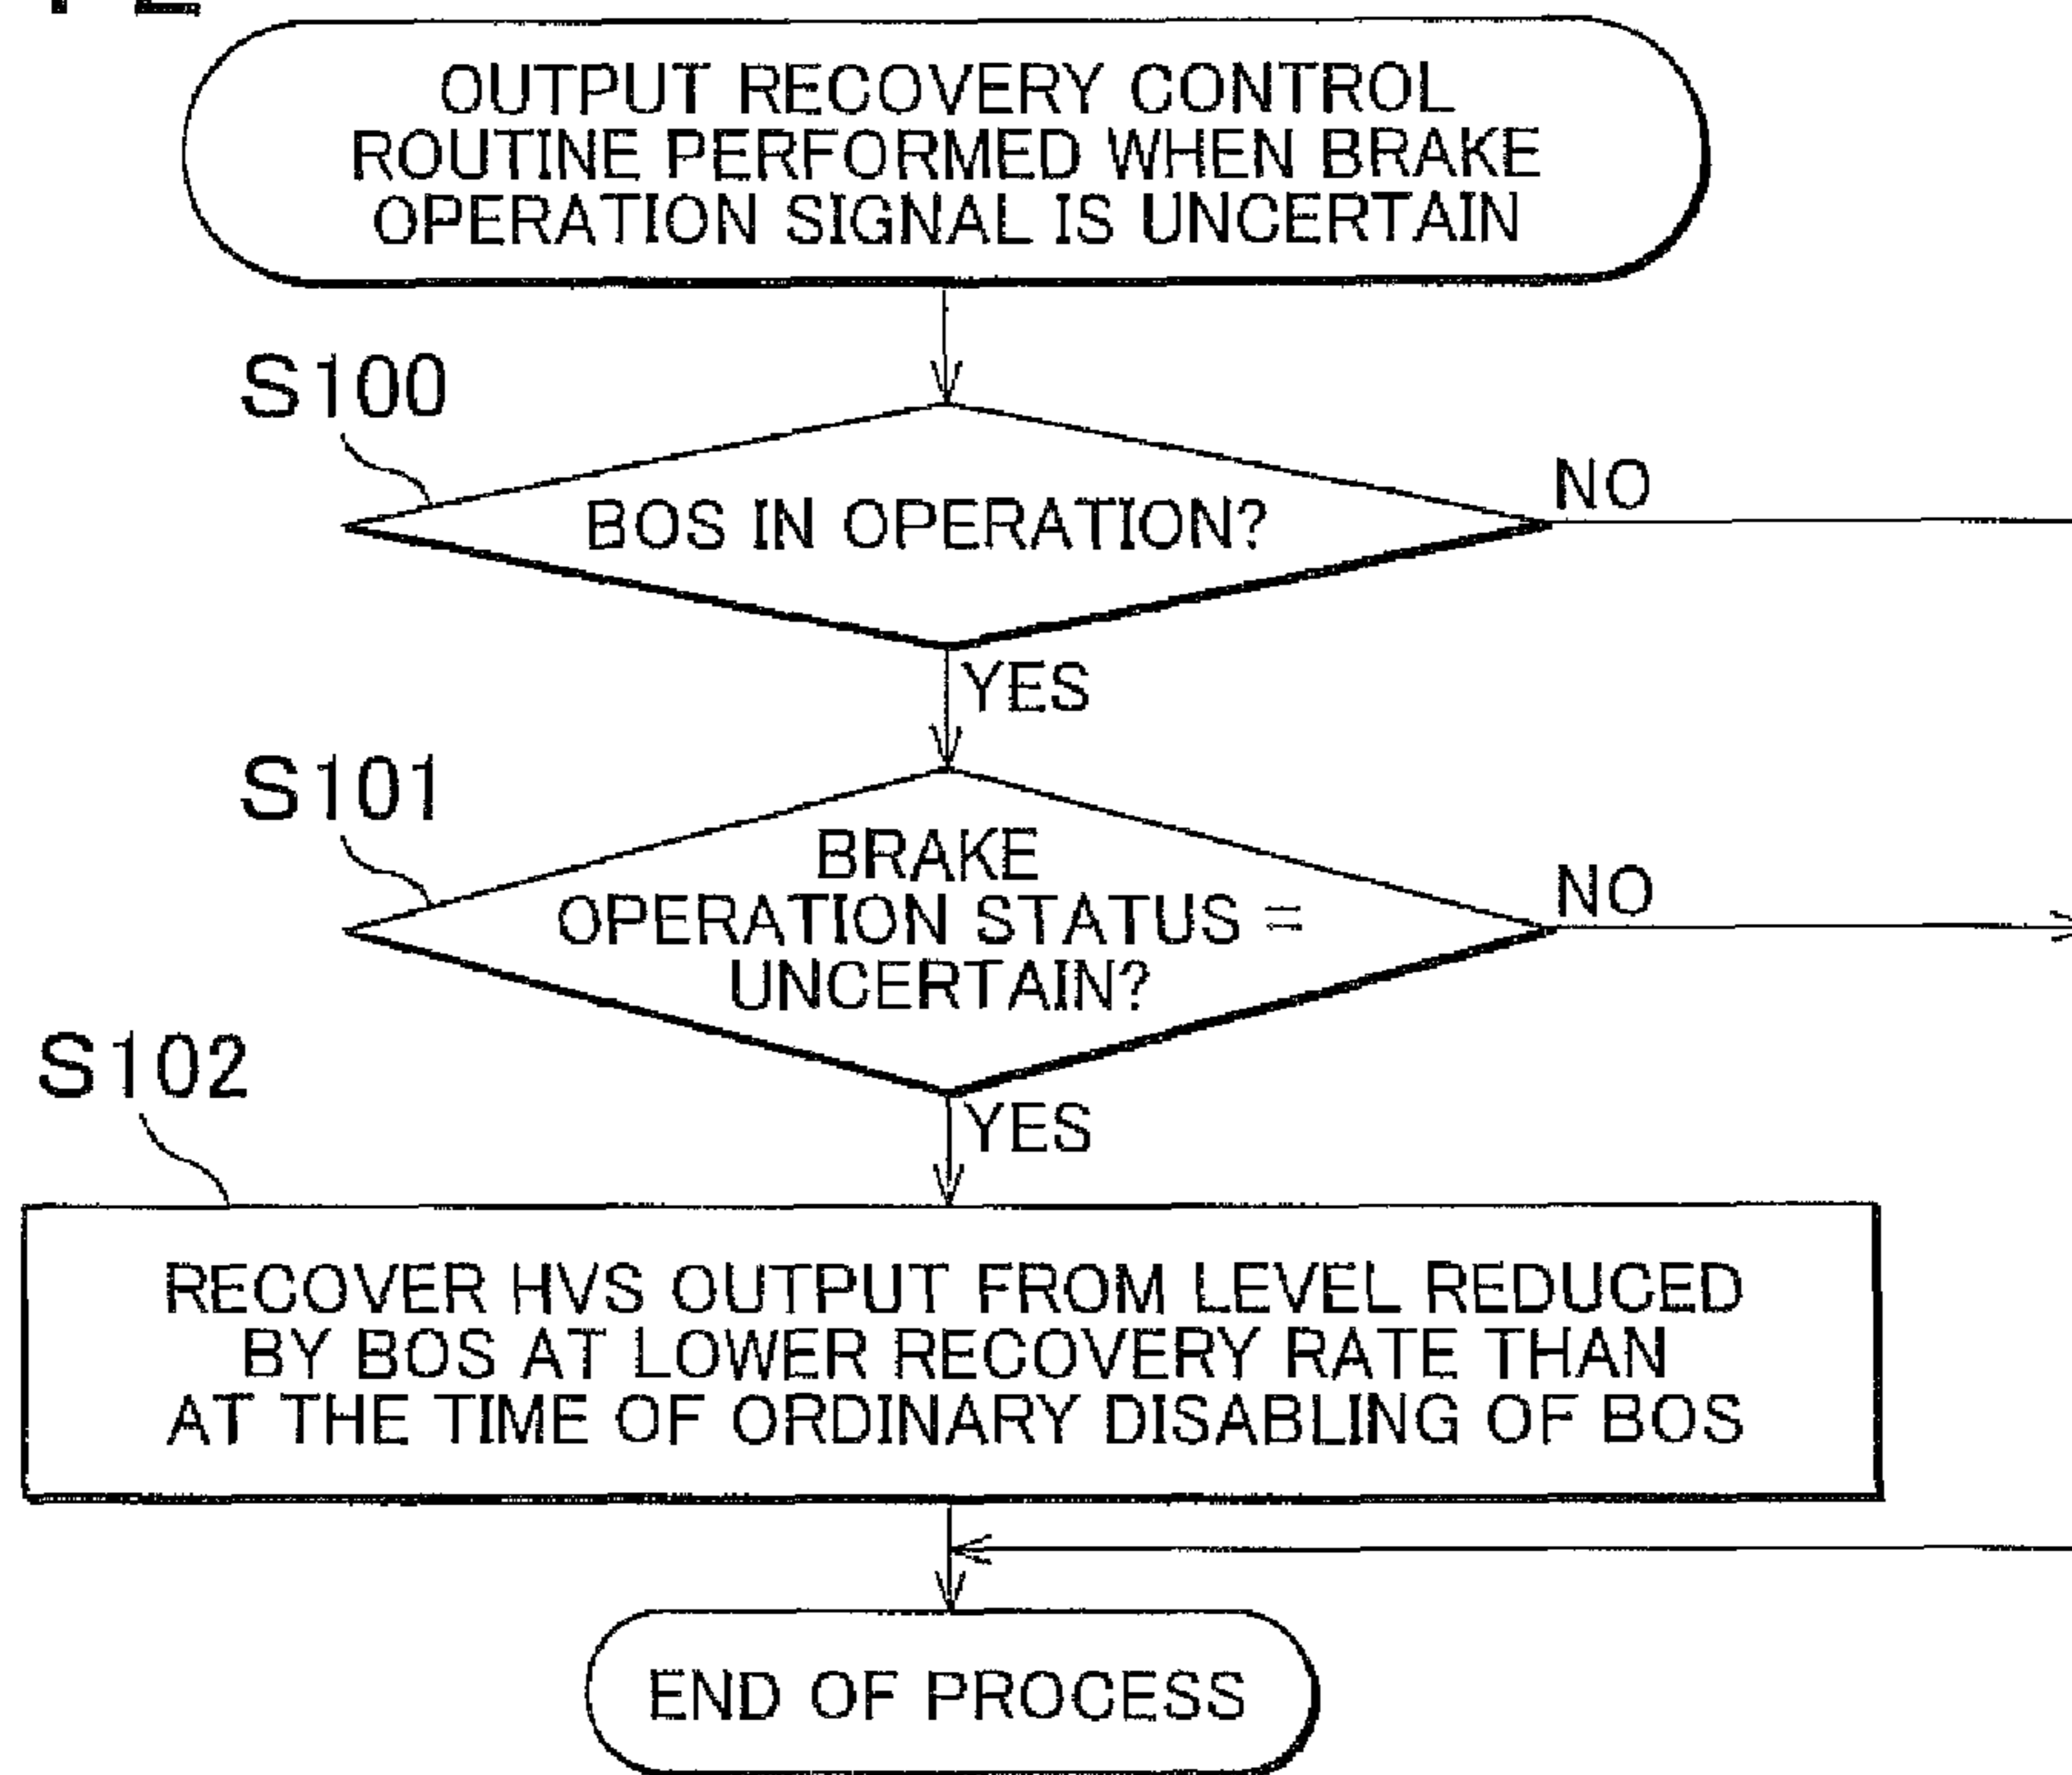 OUTPUT RECOVERY CONTROL
ROUTINE PERFORMED WHEN BRAKE
OPERATION SIGNAL IS UNCERTAIN
S100
BOS IN OPERATION?
NO
YES
S101
BRAKE
OPERATION STATUS =
UNCERTAIN?
NO
YES
S102
RECOVER HVS OUTPUT FROM LEVEL REDUCED
BY BOS AT LOWER RECOVERY RATE THAN
AT THE TIME OF ORDINARY DISABLING OF BOS
END OF PROCESS